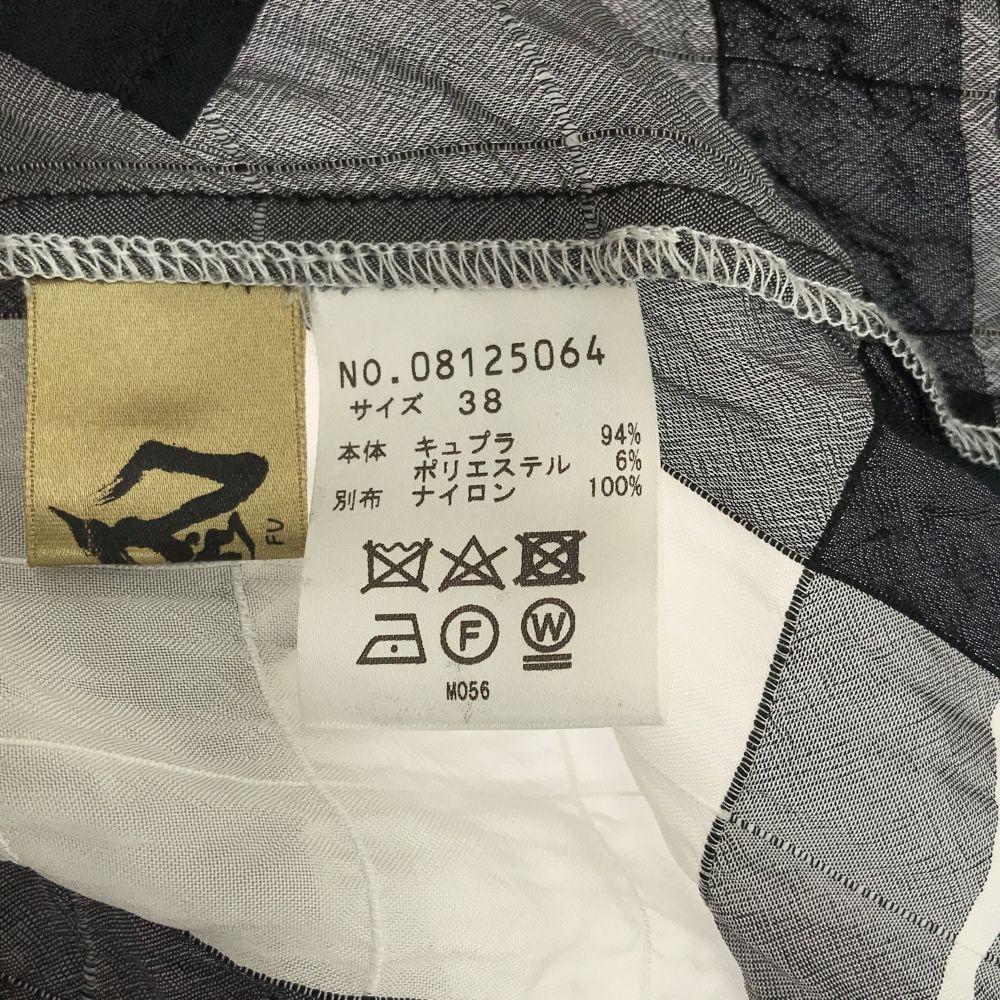 NO.08125064
サイズ 38
本体 キュプラ 94%
ポリエステル 6%
別布 ナイロン 100%
F W
M056
FU